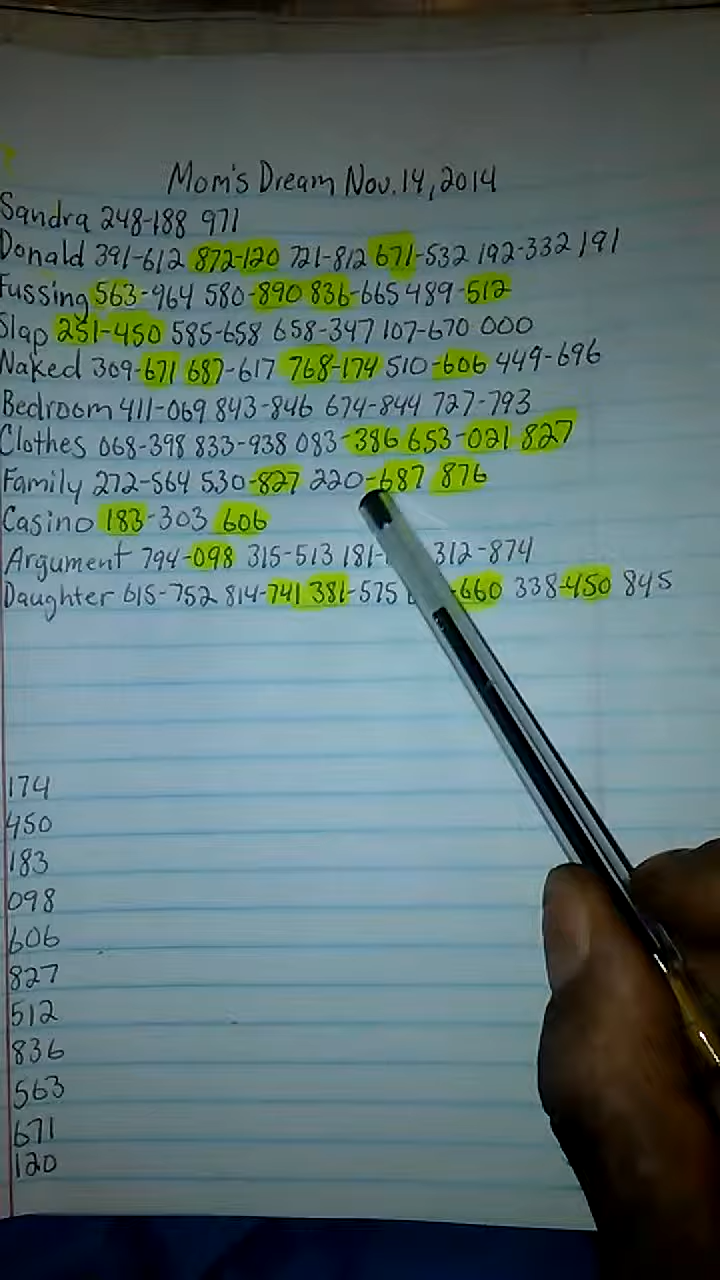 Mom's Dream Nov. 14, 2014
Sandra 248-188 971
Donald 391-612 872-120 721-812 671-532 192-332 191
Fussing 563-964 580-890 836-665 489-512
Slap 251-450 585-658 658-347 107-670 000
Naked 309-671 687-617 768-174 510-606 449-696
Bedroom 411-069 843-846 674-844 727-793
Clothes 068-398 833-938 083-386 653-021 827
Family 272-564 530-827 220-687 876
Casino 183-303 606
Argument 794-098 315-513 181- 312-874
Daughter 615-752 814-741 381-575 -660 338-450 845
174
450
183
098
606
827
512
836
563
671
120